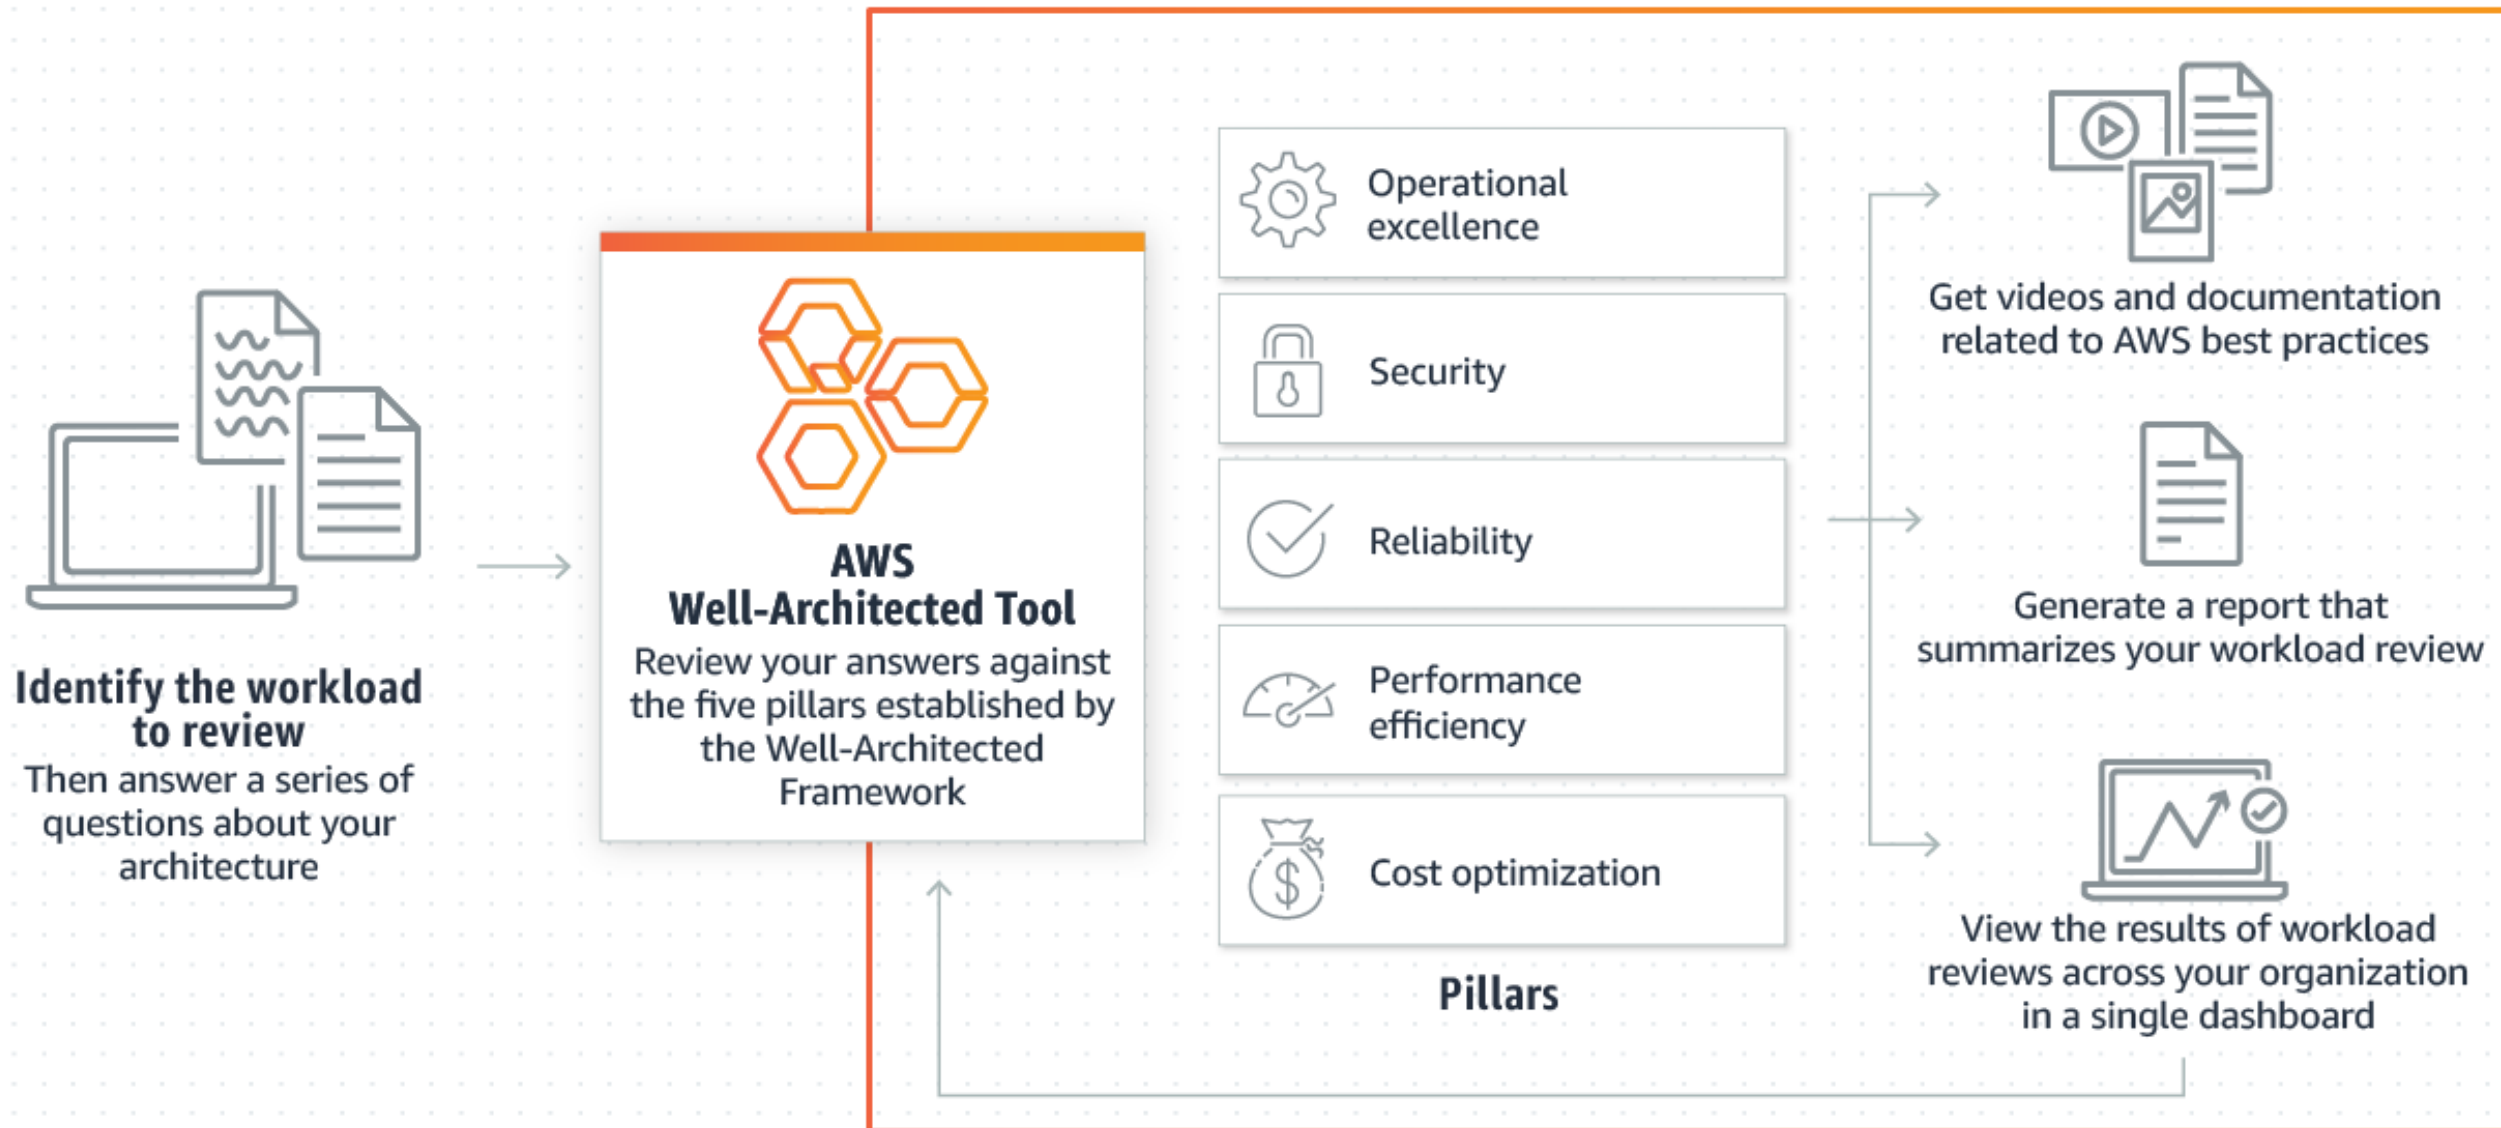 Identify the workload
to review
Then answer a series of
questions about your
architecture
AWS
Well-Architected Tool
Review your answers against
the five pillars established by
the Well-Architected
Framework
Operational
excellence
Security
Reliability
Performance
efficiency
$
Cost optimization
Pillars
Get videos and documentation
related to AWS best practices
Generate a report that
summarizes your workload review
View the results of workload
reviews across your organization
in a single dashboard